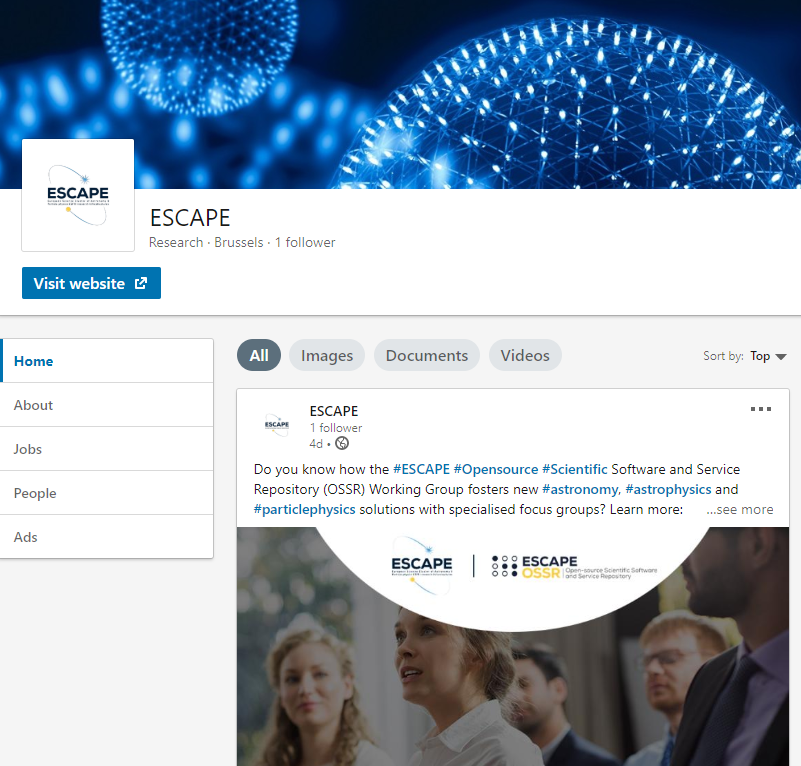 ESCAPE
ESCAPE
Research · Brussels · 1 follower
Visit website
Home
About
Jobs
People
Ads
All Images Documents Videos
Sort by: Top
ESCAPE
ESCAPE
1 follower
4d •
Do you know how the #ESCAPE #Opensource #Scientific Software and Service
Repository (OSSR) Working Group fosters new #astronomy, #astrophysics and
#particlephysics solutions with specialised focus groups? Learn more: ...see more
ESCAPE
ESCAPE
OSSR
Open-source Scientific Software
and Service Repository